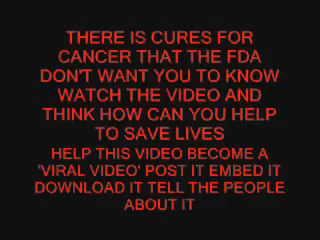 THERE IS CURES FOR
CANCER THAT THE FDA
DON'T WANT YOU TO KNOW
WATCH THE VIDEO AND
THINK HOW CAN YOU HELP
TO SAVE LIVES
HELP THIS VIDEO BECOME A
'VIRAL VIDEO' POST IT EMBED IT
DOWNLOAD IT TELL THE PEOPLE
ABOUT IT